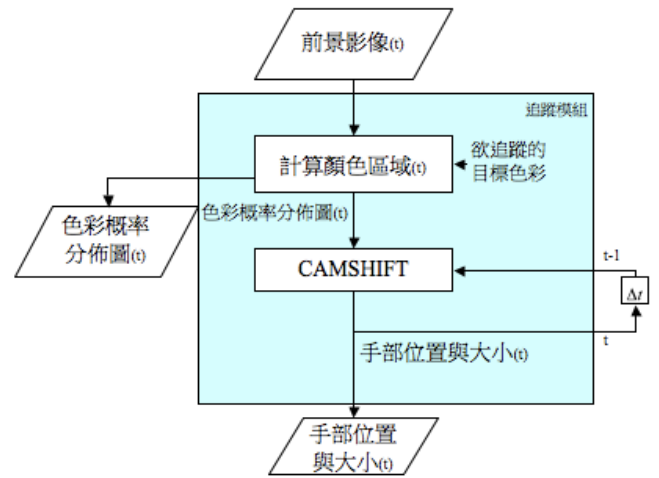 前景影像(t)
追蹤模組
計算顏色區域(t)
欲追蹤的
目標色彩
色彩概率分佈圖(t)
色彩概率
分佈圖(t)
CAMSHIFT
t-1
Δt
t
手部位置與大小(t)
手部位置
與大小(t)